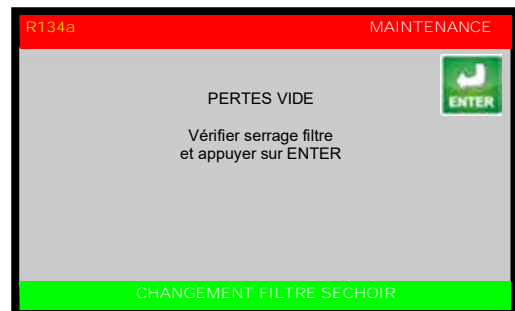 R134a MAINTENANCE
ENTER
PERTES VIDE
Vérifier serrage filtre
et appuyer sur ENTER
CHANGEMENT FILTRE SECHOIR